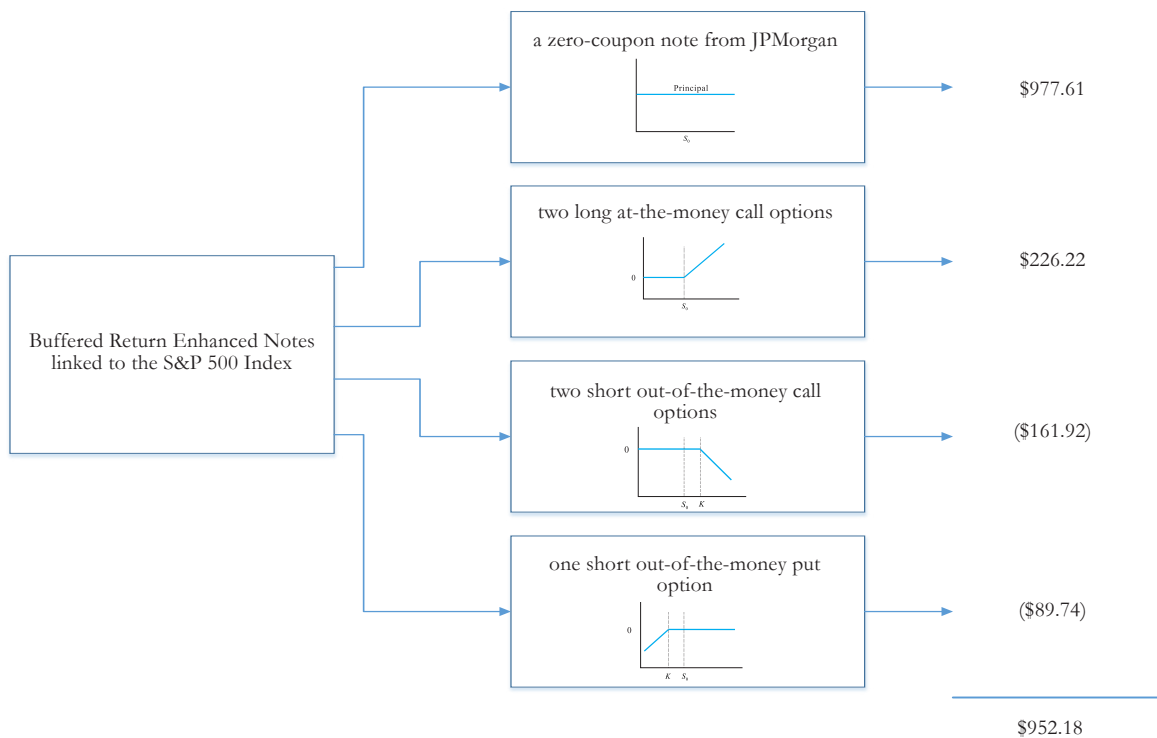 a zero-coupon note from JPMorgan
Principal
S₀
$977.61
two long at-the-money call options
0
S₀
$226.22
Buffered Return Enhanced Notes
linked to the S&P 500 Index
two short out-of-the-money call
options
0
S₀ K
($161.92)
one short out-of-the-money put
option
0
K S₀
($89.74)
$952.18